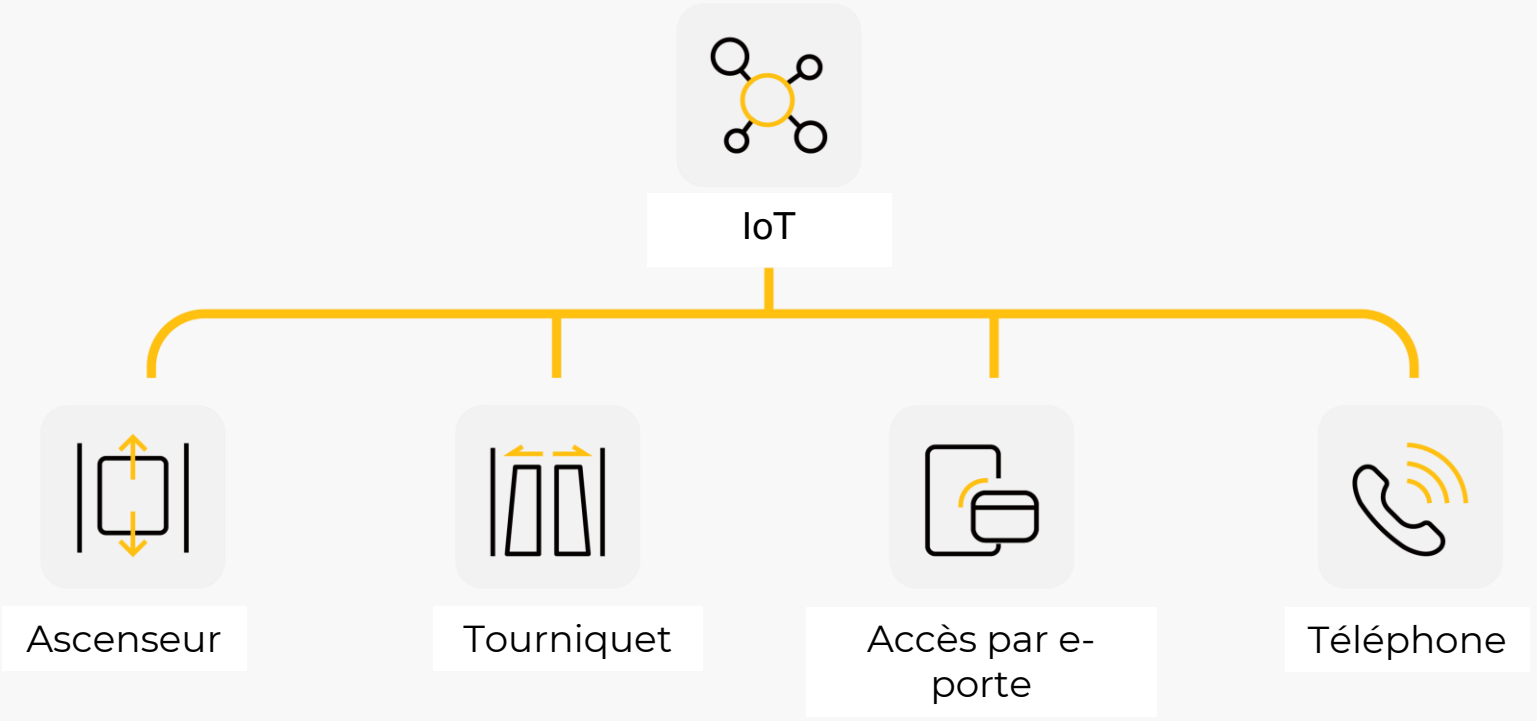 IoT
Ascenseur
Tourniquet
Accès par e-
porte
Téléphone